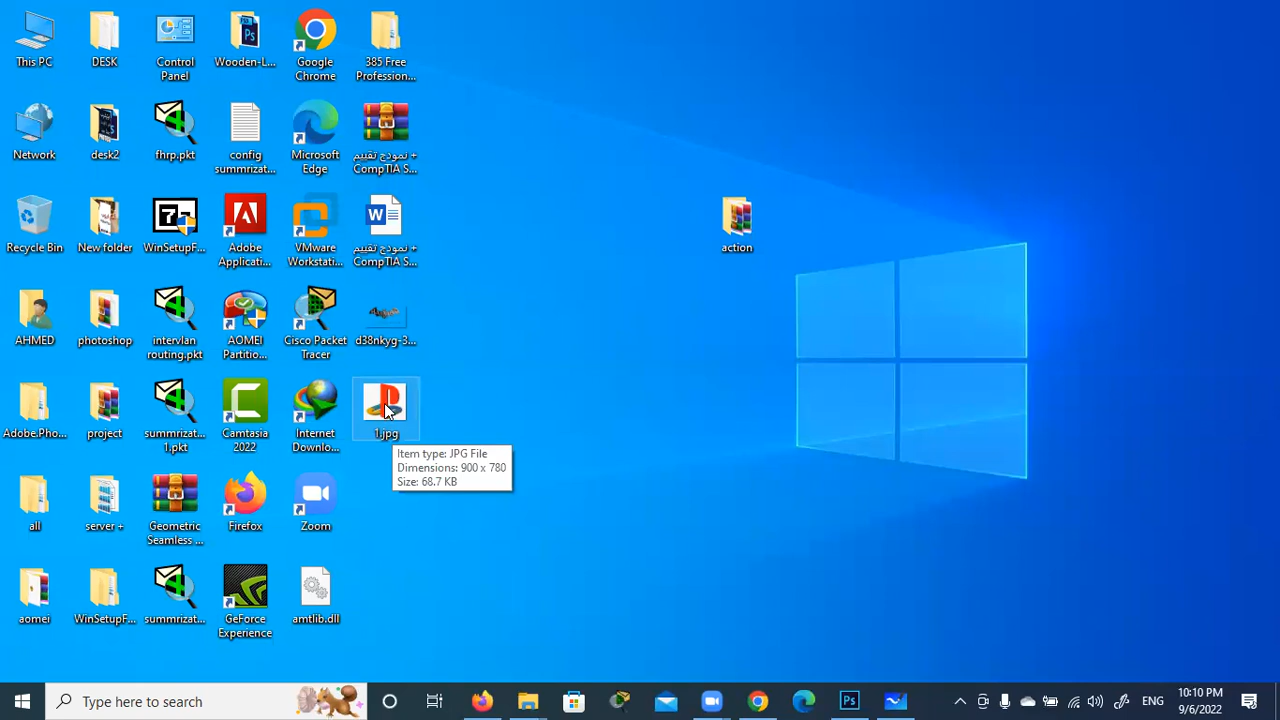 This PC
DESK
Control
Panel
Wooden-L...
Google
Chrome
385 Free
Profession...
Network
desk2
fhrp.pkt
config
summrizat...
Microsoft
Edge
نموذج تقييم +
CompTIA S...
Recycle Bin
New folder
WinSetupF...
Adobe
Applicati...
VMware
Workstati...
نموذج تقييم +
CompTIA S...
action
AHMED
photoshop
intervlan
routing.pkt
AOMEI
Partitio...
Cisco Packet
Tracer
d38nkyg-3...
Adobe.Pho...
project
summrizat...
1.pkt
Camtasia
2022
Internet
Downlo...
1.jpg
Item type: JPG File
Dimensions: 900 x 780
Size: 68.7 KB
all
server +
Geometric
Seamless ...
Firefox
Zoom
aomei
WinSetupF...
summrizat...
GeForce
Experience
amtlib.dll
Type here to search
Ps
ENG
10:10 PM
9/6/2022